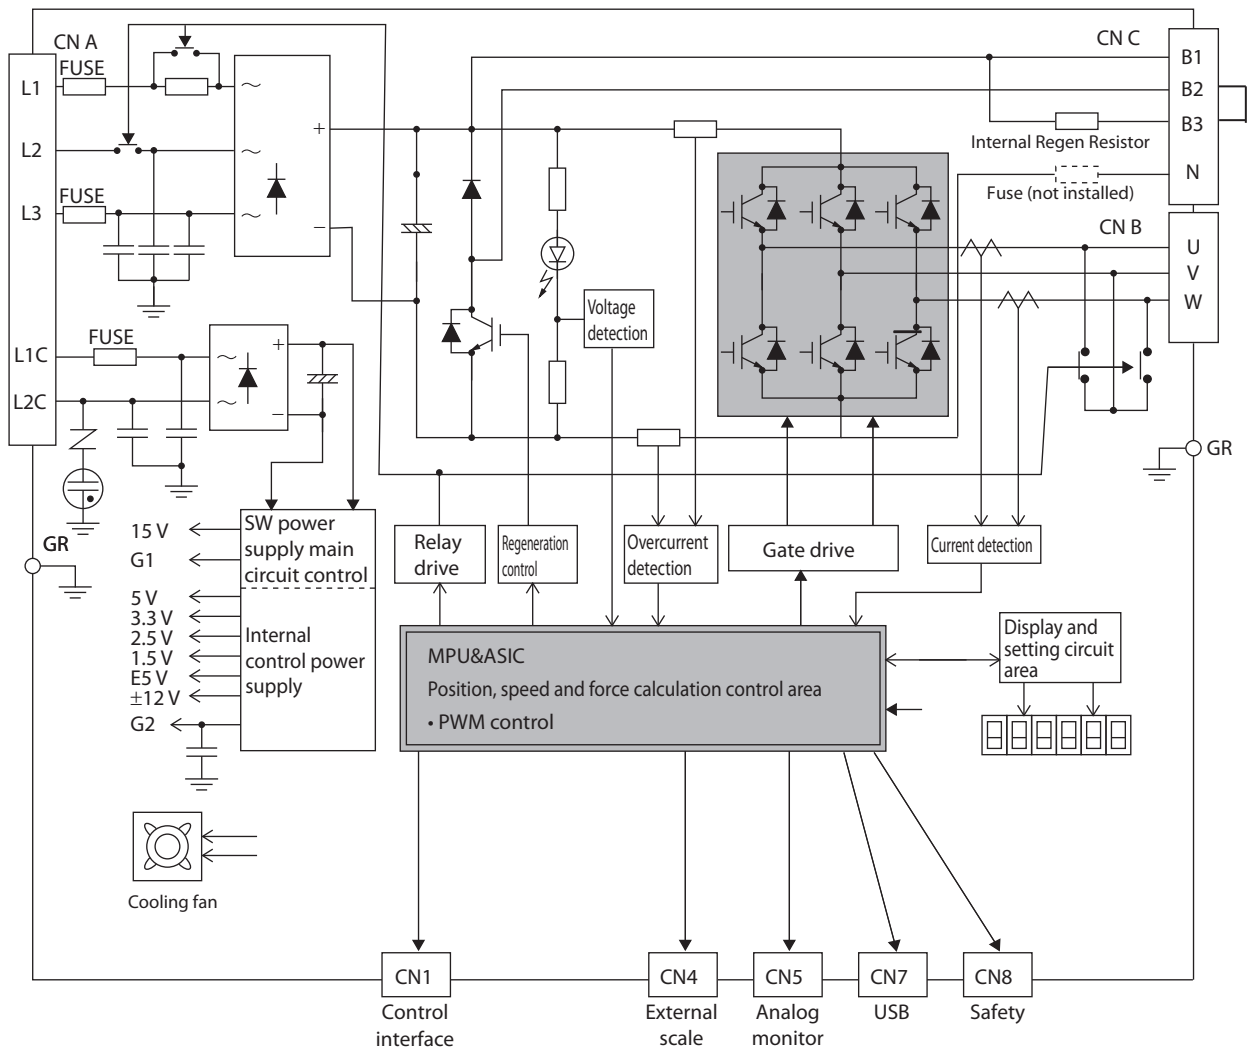 CN A
CN C
FUSE
L1
B1
B2
B3
+
L2
Internal Regen Resistor
N
FUSE
Fuse (not installed)
L3
CN B
−
U
V
W
Voltage
detection
FUSE
L1C
+
L2C
−
GR
GR
SW power
supply main
circuit control
15 V
G1
Relay
drive
Regeneration
control
Overcurrent
detection
Gate drive
Current detection
5 V
3.3 V
2.5 V
1.5 V
E5 V
±12 V
G2
Internal
control power
supply
MPU&ASIC
Position, speed and force calculation control area
• PWM control
Display and
setting circuit
area
Cooling fan
CN1
CN4
CN5
CN7
CN8
Control
interface
External
scale
Analog
monitor
USB
Safety